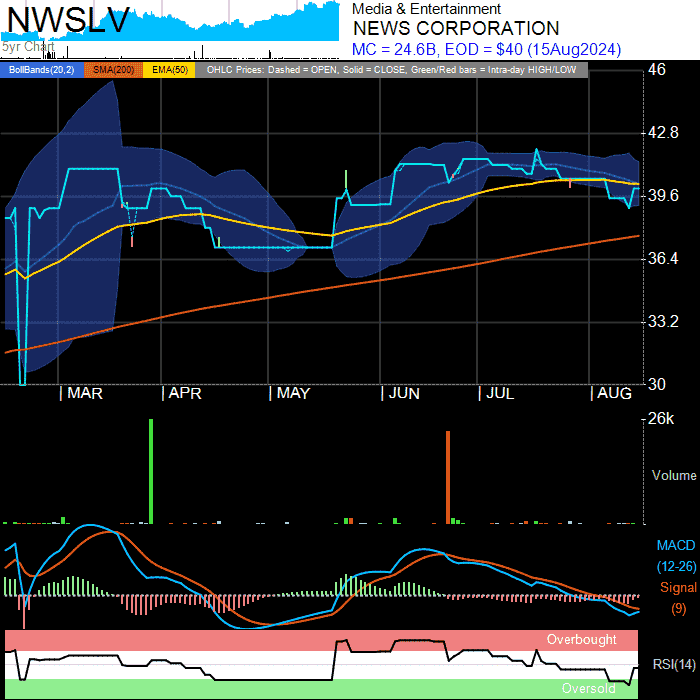 NWSLV
Media & Entertainment
NEWS CORPORATION
MC = 24.6B, EOD = $40 (15Aug2024)
5yr Chart
BollBands(20,2) SMA(200) EMA(50) OHLC Prices: Dashed = OPEN, Solid = CLOSE, Green/Red bars = Intra-day HIGH/LOW
46
42.8
39.6
36.4
33.2
30
MAR APR MAY JUN JUL AUG
26k
Volume
MACD
(12-26)
Signal
(9)
Overbought
RSI(14)
Oversold